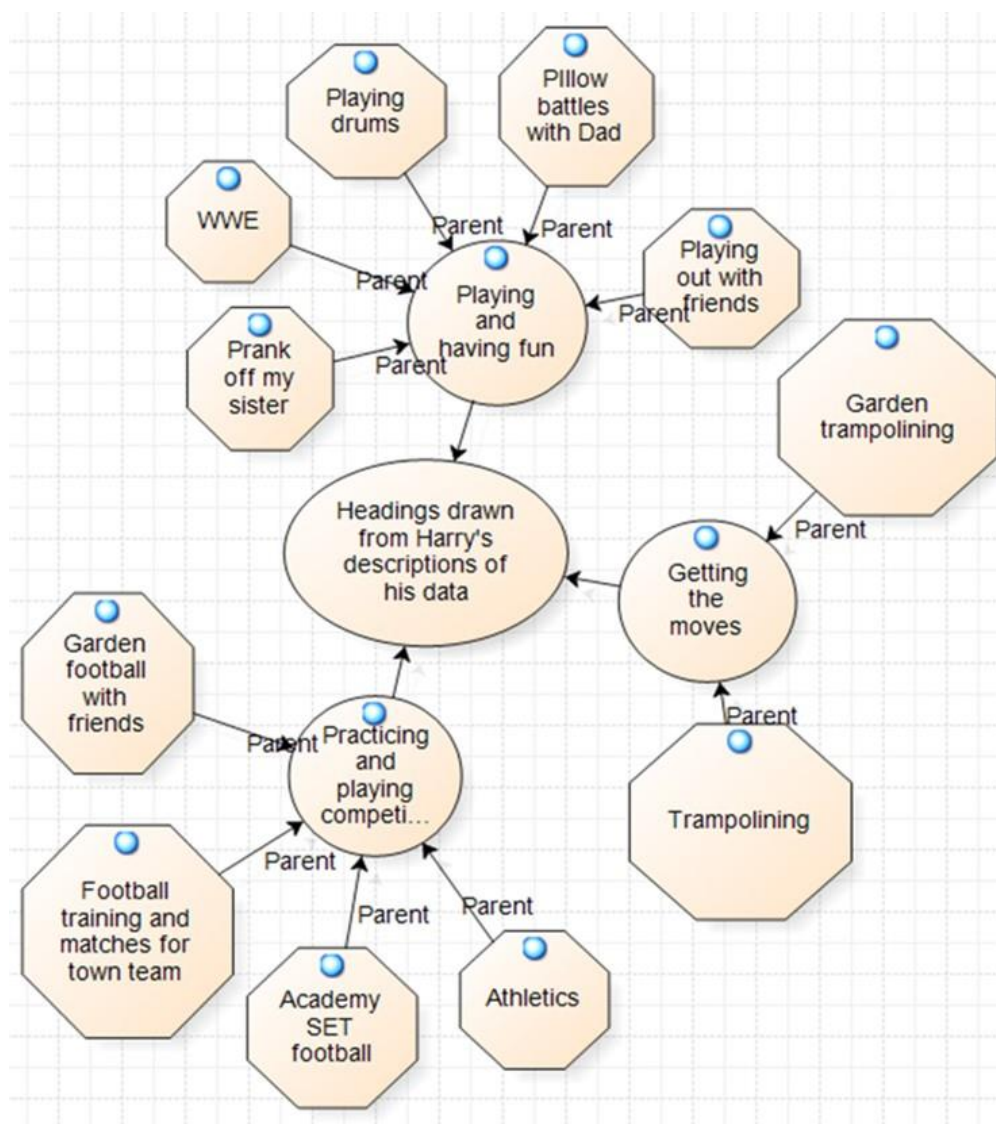 Playing
drums
PIllow
battles
with Dad
WWE
Parent
Parent
Parent
Playing
out with
friends
Parent
Playing
and
having fun
Prank
off my
sister
Parent
Garden
trampolining
Parent
Headings drawn
from Harry's
descriptions of
his data
Getting
the
moves
Parent
Trampolining
Garden
football
with
friends
Parent
Practicing
and
playing
competi...
Parent
Football
training and
matches for
town team
Parent
Academy
SET
football
Parent
Athletics